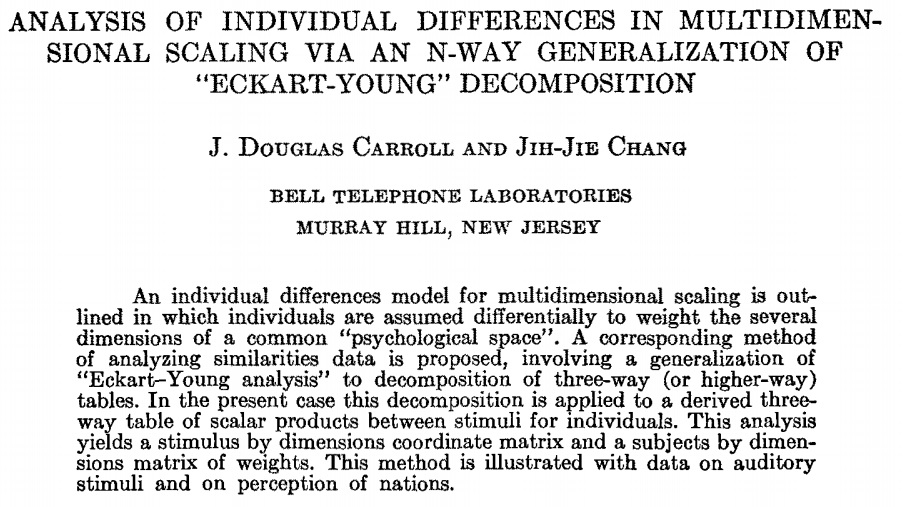 ANALYSIS OF INDIVIDUAL DIFFERENCES IN MULTIDIMEN-
SIONAL SCALING VIA AN N-WAY GENERALIZATION OF
"ECKART-YOUNG" DECOMPOSITION
J. DOUGLAS CARROLL AND JIH-JIE CHANG
BELL TELEPHONE LABORATORIES
MURRAY HILL, NEW JERSEY
An individual differences model for multidimensional scaling is out-
lined in which individuals are assumed differentially to weight the several
dimensions of a common "psychological space". A corresponding method
of analyzing similarities data is proposed, involving a generalization of
"Eckart-Young analysis" to decomposition of three-way (or higher-way)
tables. In the present case this decomposition is applied to a derived three-
way table of scalar products between stimuli for individuals. This analysis
yields a stimulus by dimensions coordinate matrix and a subjects by dimen-
sions matrix of weights. This method is illustrated with data on auditory
stimuli and on perception of nations.